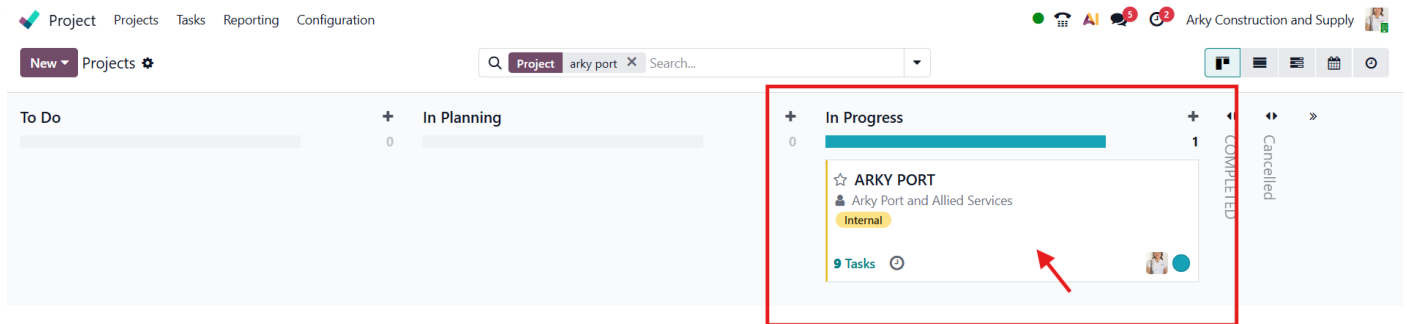 Project Projects Tasks Reporting Configuration AI 5 2 Arky Construction and Supply
New Projects Project arky port Search...
To Do 0
In Planning 0
In Progress 1
ARKY PORT
Arky Port and Allied Services
Internal
9 Tasks
COMPLETED
Cancelled